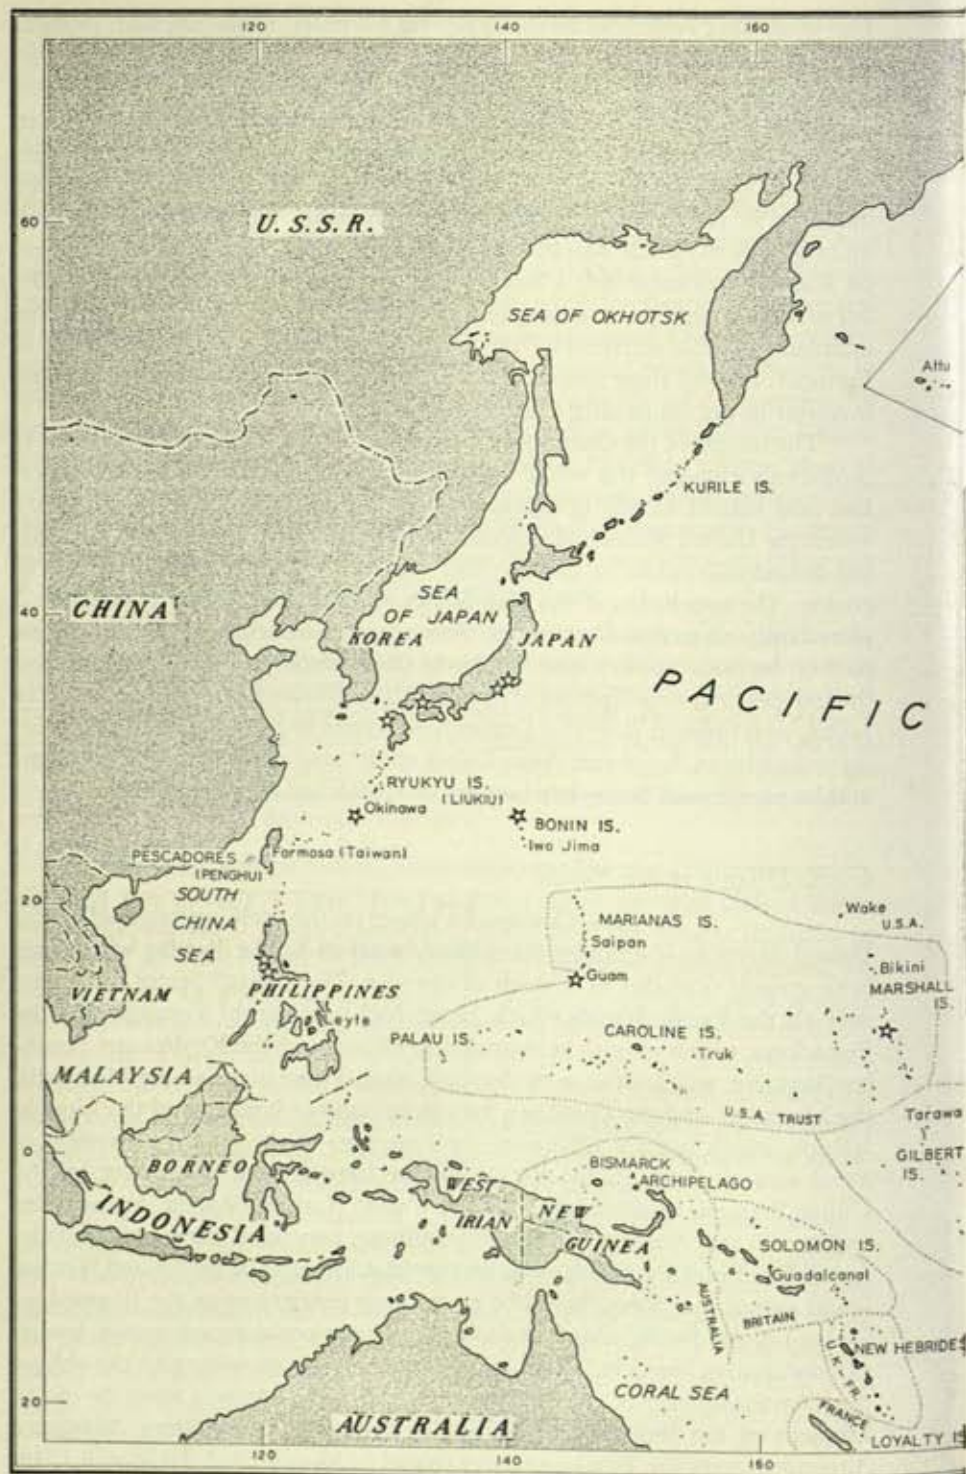 120 140 160
60
U.S.S.R.
SEA OF OKHOTSK
Attu
KURILE IS.
SEA
OF JAPAN
40
CHINA
KOREA
JAPAN
PACIFIC
RYUKYU IS.
(LIUKIU)
Okinawa
BONIN IS.
Iwo Jima
PESCADORES
(PENGHU)
Formosa (Taiwan)
20
SOUTH
CHINA
SEA
MARIANAS IS.
Saipan
Guam
Wake
U.S.A.
Bikini
MARSHALL
IS.
VIETNAM
PHILIPPINES
Leyte
PALAU IS.
CAROLINE IS.
Truk
MALAYSIA
U.S.A. TRUST
Tarawa
GILBERT
IS.
0
BORNEO
INDONESIA
WEST
IRIAN
NEW
GUINEA
BISMARCK
ARCHIPELAGO
SOLOMON IS.
Guadalcanal
AUSTRALIA
BRITAIN
U.K-FR.
NEW HEBRIDES
CORAL SEA
FRANCE
LOYALTY I
20
AUSTRALIA
120 140 160